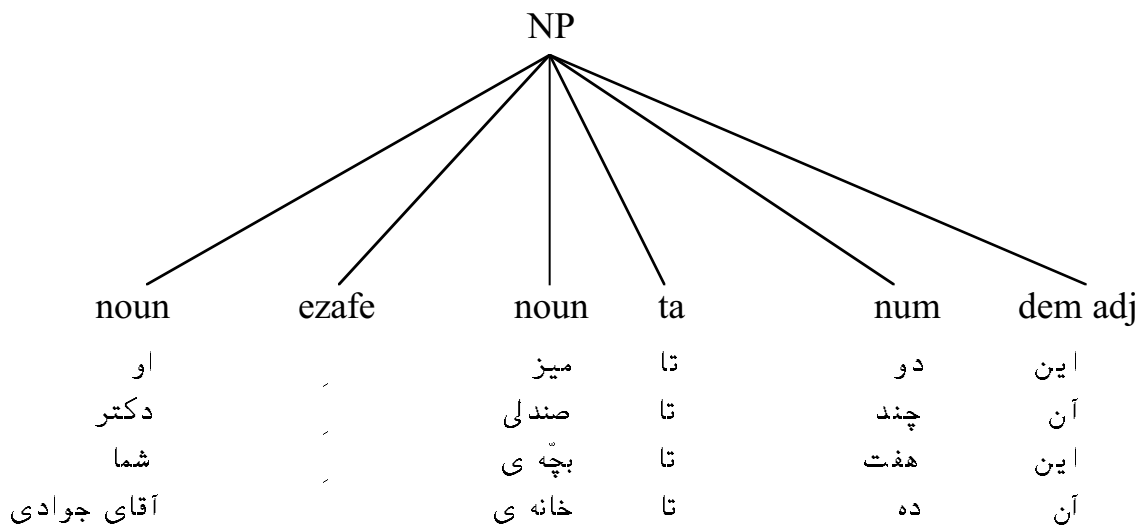 NP
noun ezafe noun ta num dem adj
این دو تا میز ِ او
آن چند تا صندلی ِ دکتر
این هفت تا بچّه ی ِ شما
آن ده تا خانه ی آقای جوادی